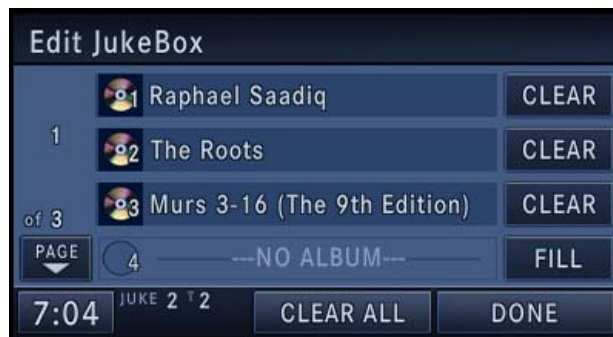 Edit JukeBox
1 Raphael Saadiq CLEAR
1
2 The Roots CLEAR
3 Murs 3-16 (The 9th Edition) CLEAR
of 3
PAGE 4 ---NO ALBUM--- FILL
7:04 JUKE 2 T 2 CLEAR ALL DONE